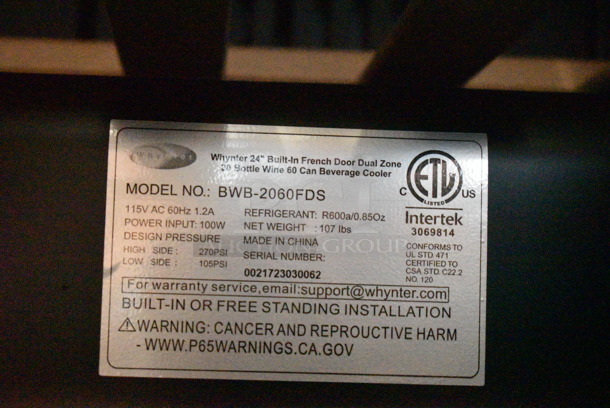 WHYNTER
Whynter 24" Built-In French Door Dual Zone
20 Bottle Wine 60 Can Beverage Cooler
MODEL NO.: BWB-2060FDS
115V AC 60Hz 1.2A
POWER INPUT: 100W
DESIGN PRESSURE
HIGH SIDE: 270PSI
LOW SIDE: 105PSI
REFRIGERANT: R600a/0.85Oz
NET WEIGHT :107 lbs
MADE IN CHINA
SERIAL NUMBER:
0021723030062
C ETL US
LISTED
Intertek
3069814
CONFORMS TO
UL STD. 471
CERTIFIED TO
CSA STD. C22.2
NO. 120
For warranty service,email:support@whynter.com
BUILT-IN OR FREE STANDING INSTALLATION
⚠WARNING: CANCER AND REPROUCTIVE HARM
- WWW.P65WARNINGS.CA.GOV
GROUP